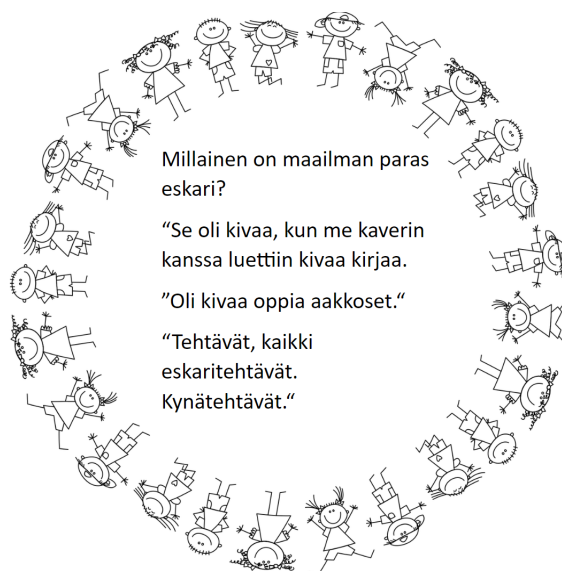 Millainen on maailman paras
eskari?
“Se oli kivaa, kun me kaverin
kanssa luettiin kivaa kirjaa.
”Oli kivaa oppia aakkoset.“
“Tehtävät, kaikki
eskaritehtävät.
Kynätehtävät.“